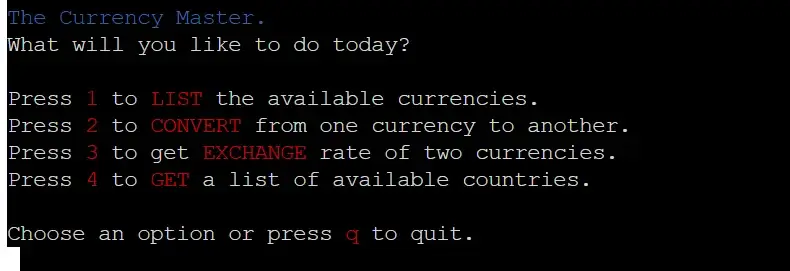 The Currency Master.
What will you like to do today?
Press 1 to LIST the available currencies.
Press 2 to CONVERT from one currency to another.
Press 3 to get EXCHANGE rate of two currencies.
Press 4 to GET a list of available countries.
Choose an option or press q to quit.